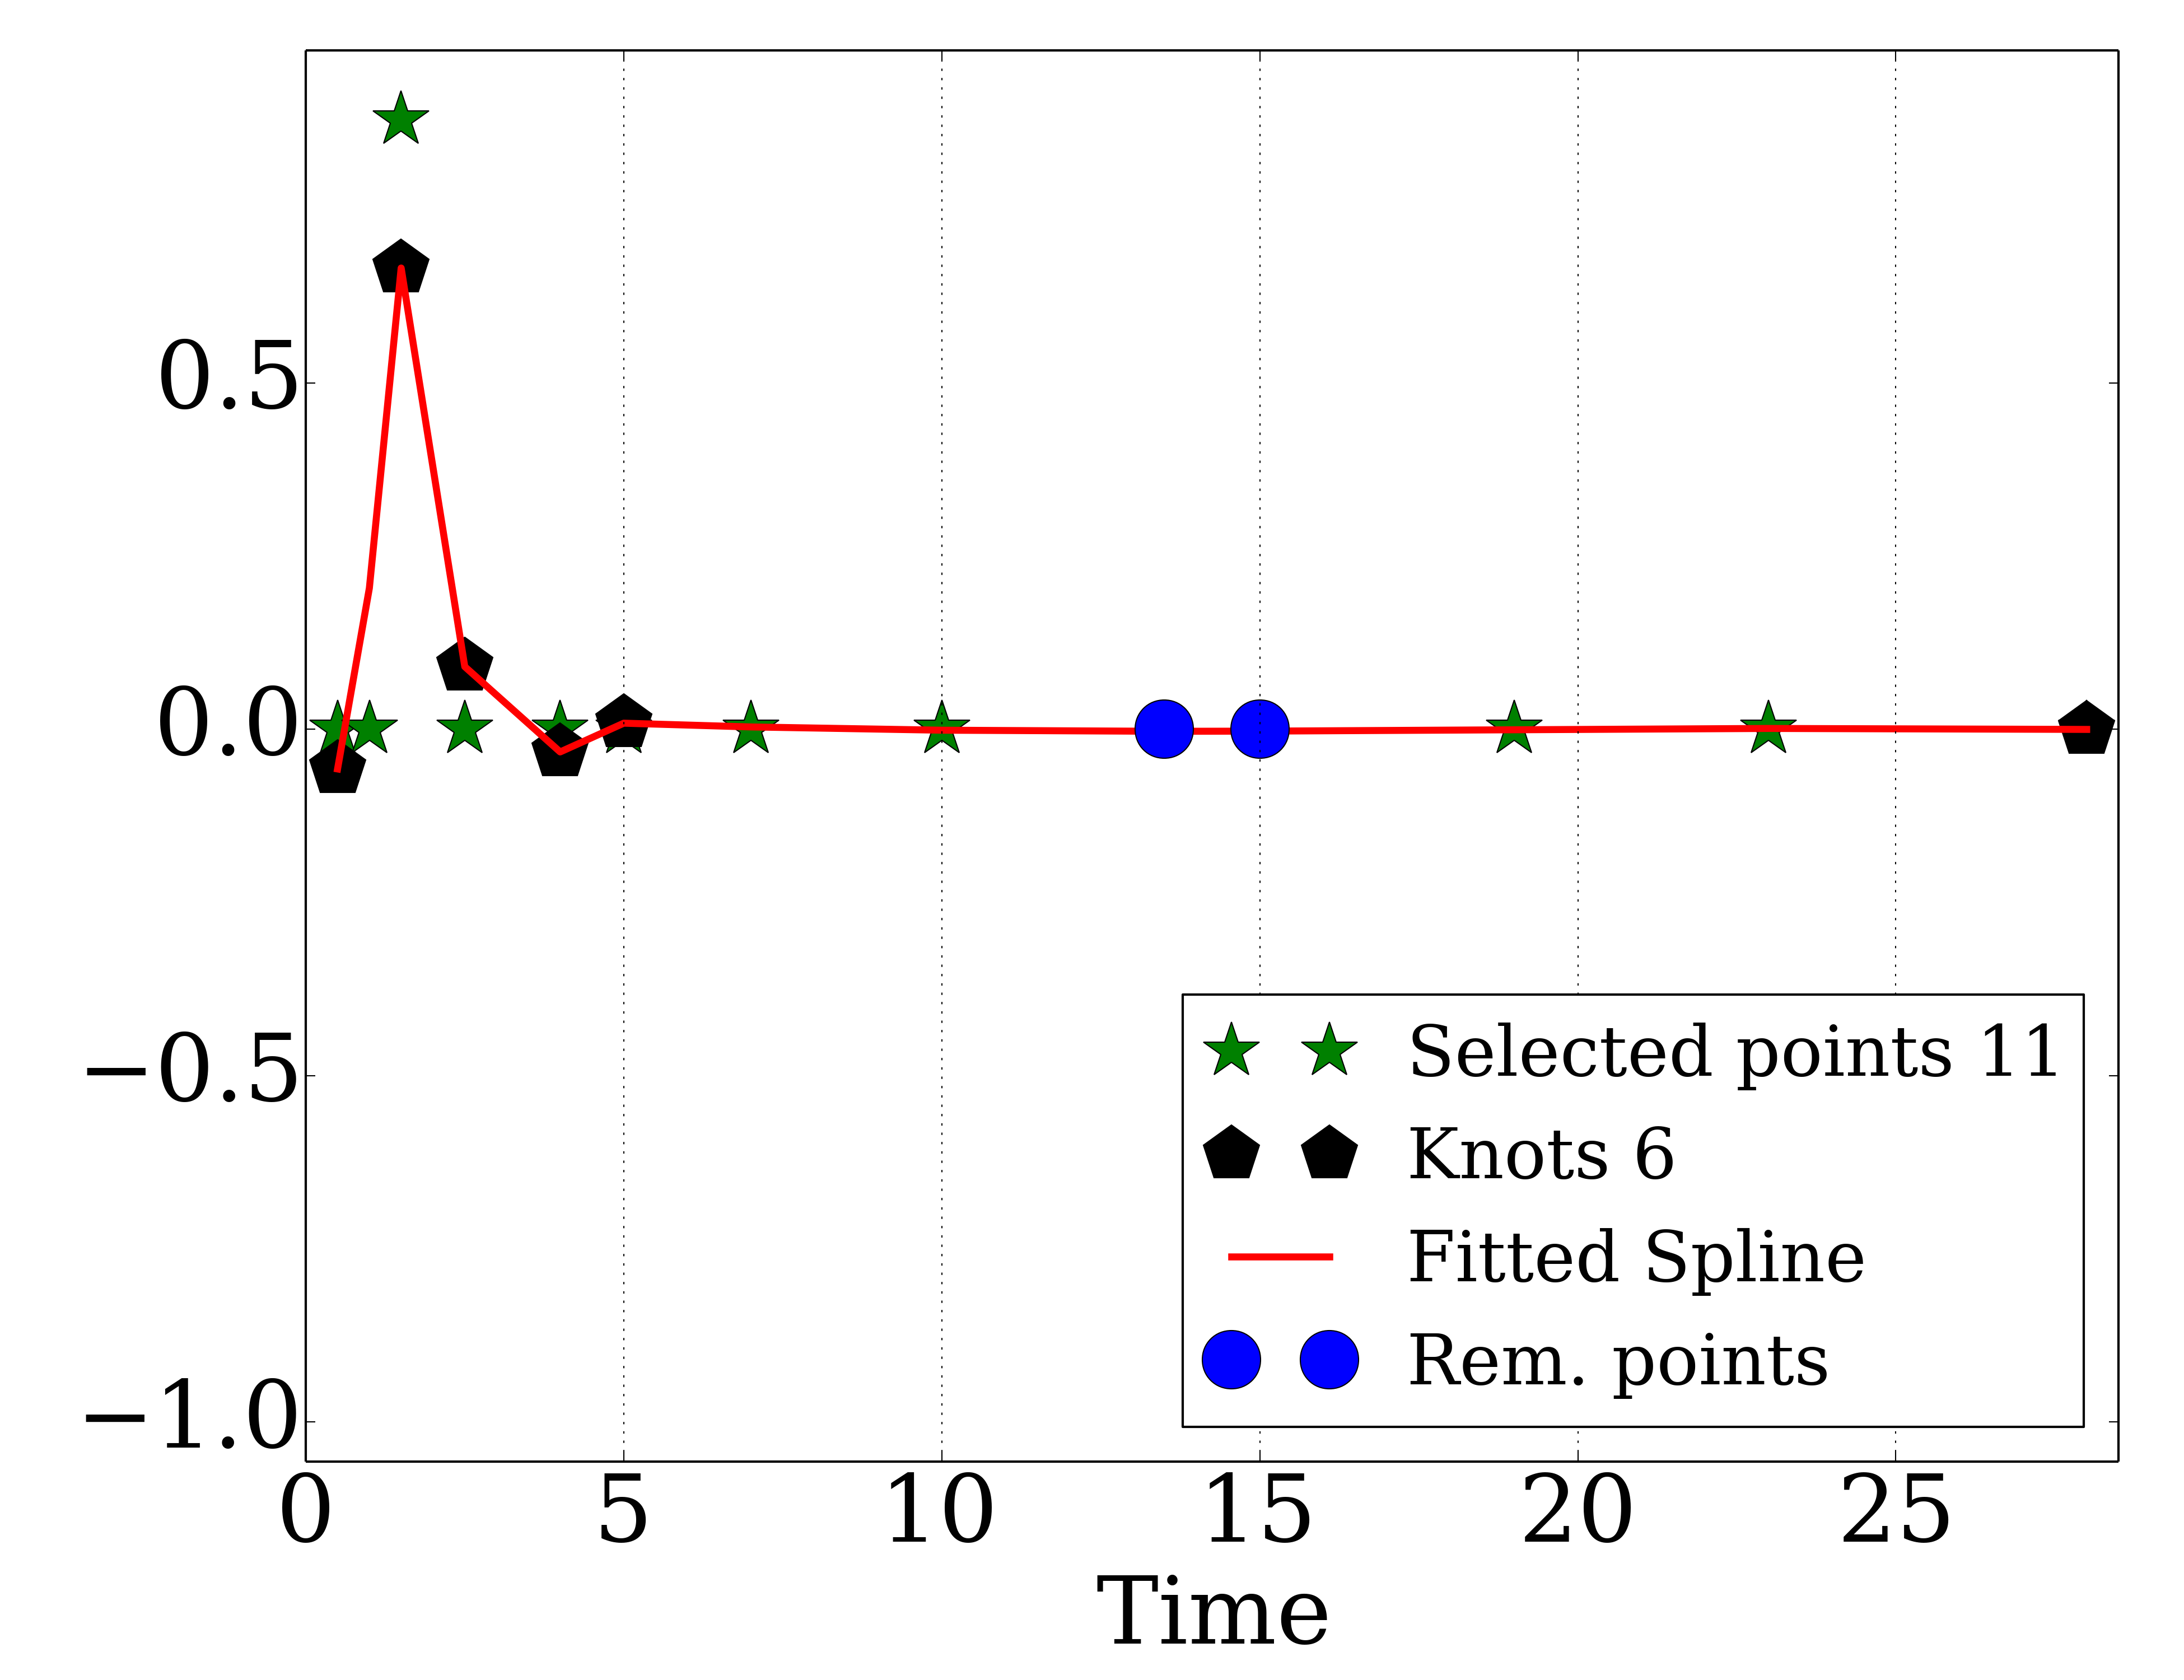 0.5
0.0
−0.5
−1.0
Selected points 11
Knots 6
Fitted Spline
Rem. points
0 5 10 15 20 25
Time